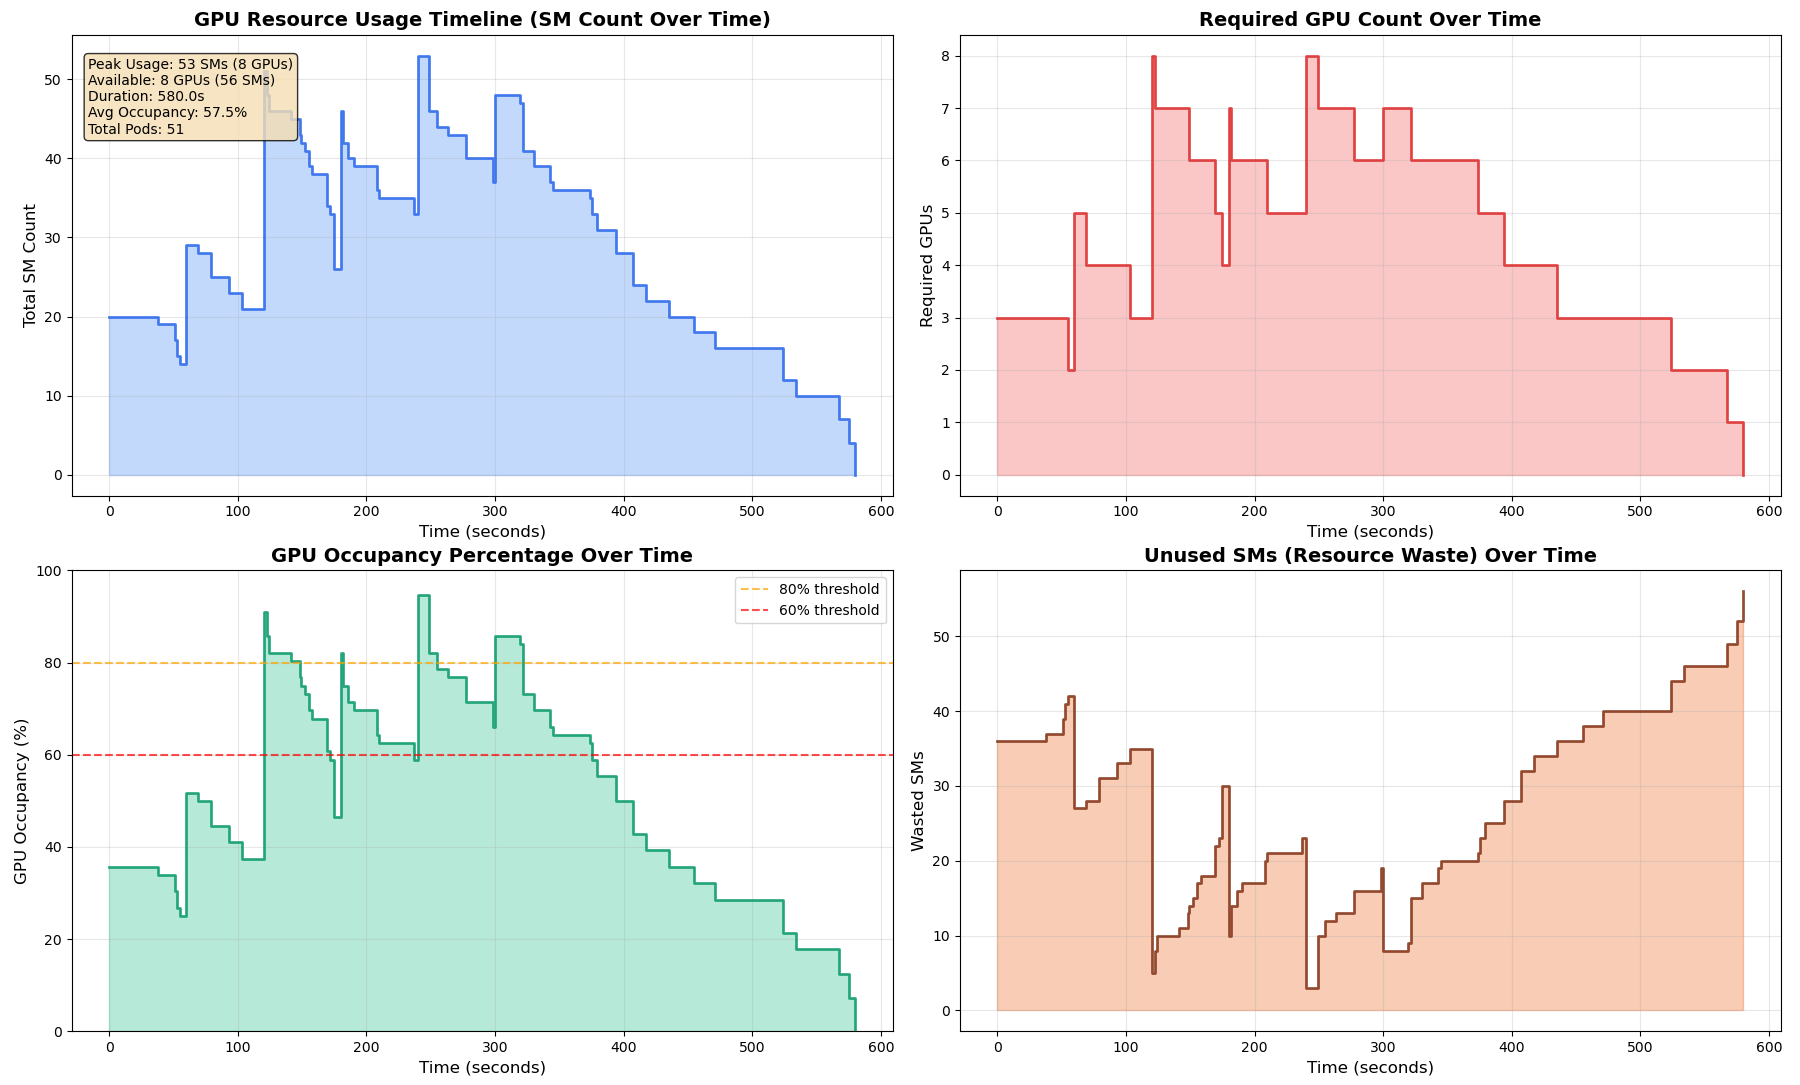 GPU Resource Usage Timeline (SM Count Over Time)
Peak Usage: 53 SMs (8 GPUs)
Available: 8 GPUs (56 SMs)
Duration: 580.0s
Avg Occupancy: 57.5%
Total Pods: 51
Total SM Count
50
40
30
20
10
0
0 100 200 300 400 500 600
Time (seconds)
Required GPU Count Over Time
Required GPUs
8
7
6
5
4
3
2
1
0
0 100 200 300 400 500 600
Time (seconds)
GPU Occupancy Percentage Over Time
80% threshold
60% threshold
GPU Occupancy (%)
100
80
60
40
20
0
0 100 200 300 400 500 600
Time (seconds)
Unused SMs (Resource Waste) Over Time
Wasted SMs
50
40
30
20
10
0
0 100 200 300 400 500 600
Time (seconds)